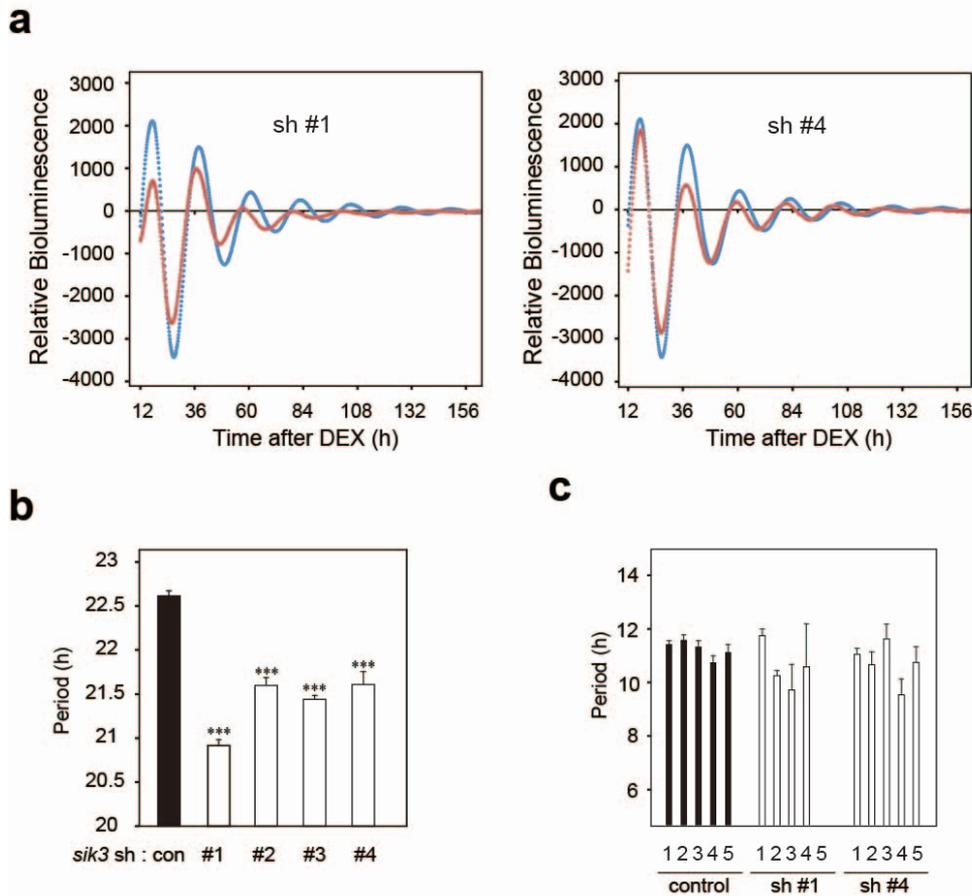 a
sh #1
3000
2000
1000
0
-1000
-2000
-3000
-4000
Relative Bioluminescence
12 36 60 84 108 132 156
Time after DEX (h)
sh #4
3000
2000
1000
0
-1000
-2000
-3000
-4000
Relative Bioluminescence
12 36 60 84 108 132 156
Time after DEX (h)
b
23
22.5
22
21.5
21
20.5
20
Period (h)
***
***
***
***
sik3 sh : con #1 #2 #3 #4
c
14
12
10
8
6
Period (h)
1 2 3 4 5 1 2 3 4 5 1 2 3 4 5
control sh #1 sh #4